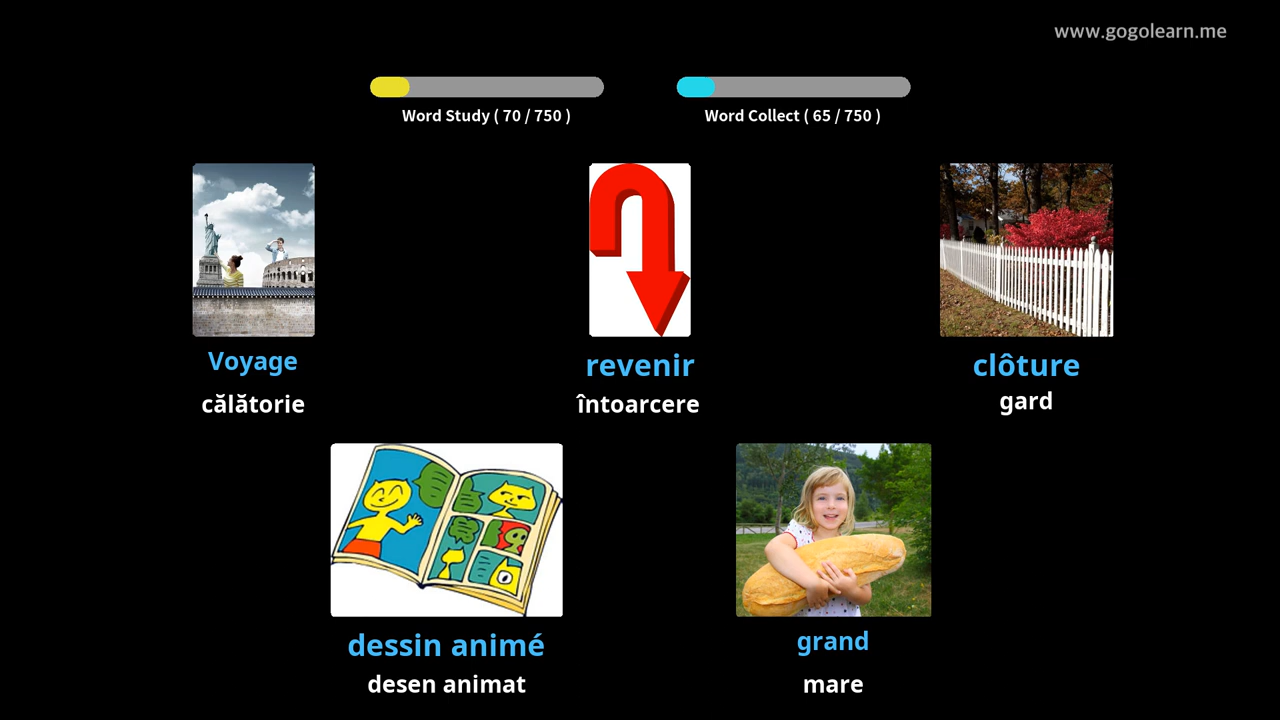 www.gogolearn.me
Word Study ( 70 / 750 )
Word Collect ( 65 / 750 )
Voyage
călătorie
revenir
întoarcere
clôture
gard
dessin animé
desen animat
grand
mare